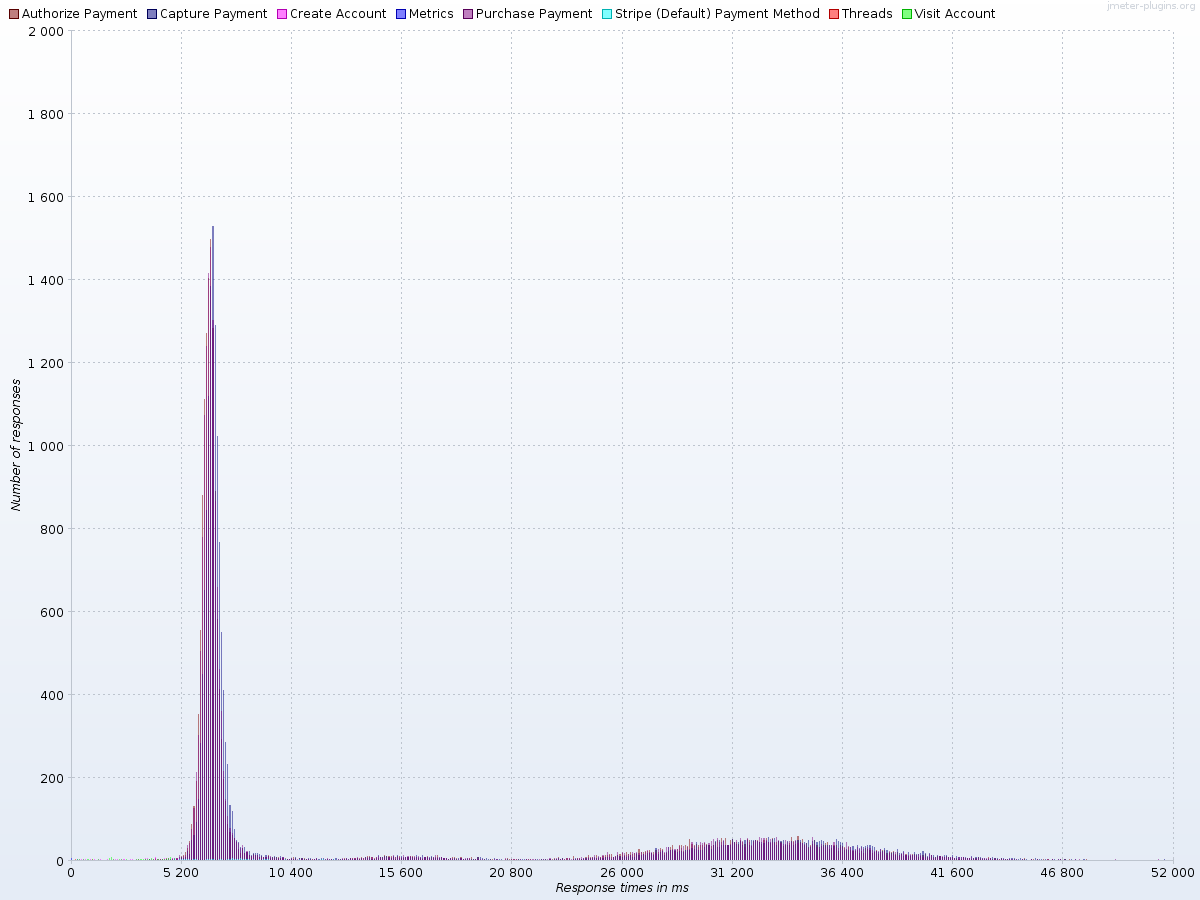 Authorize Payment Capture Payment Create Account Metrics Purchase Payment Stripe (Default) Payment Method Threads Visit Account
jmeter-plugins.org
2 000
1 800
1 600
1 400
1 200
1 000
800
600
400
200
0
Number of responses
0 5 200 10 400 15 600 20 800 26 000 31 200 36 400 41 600 46 800 52 000
Response times in ms